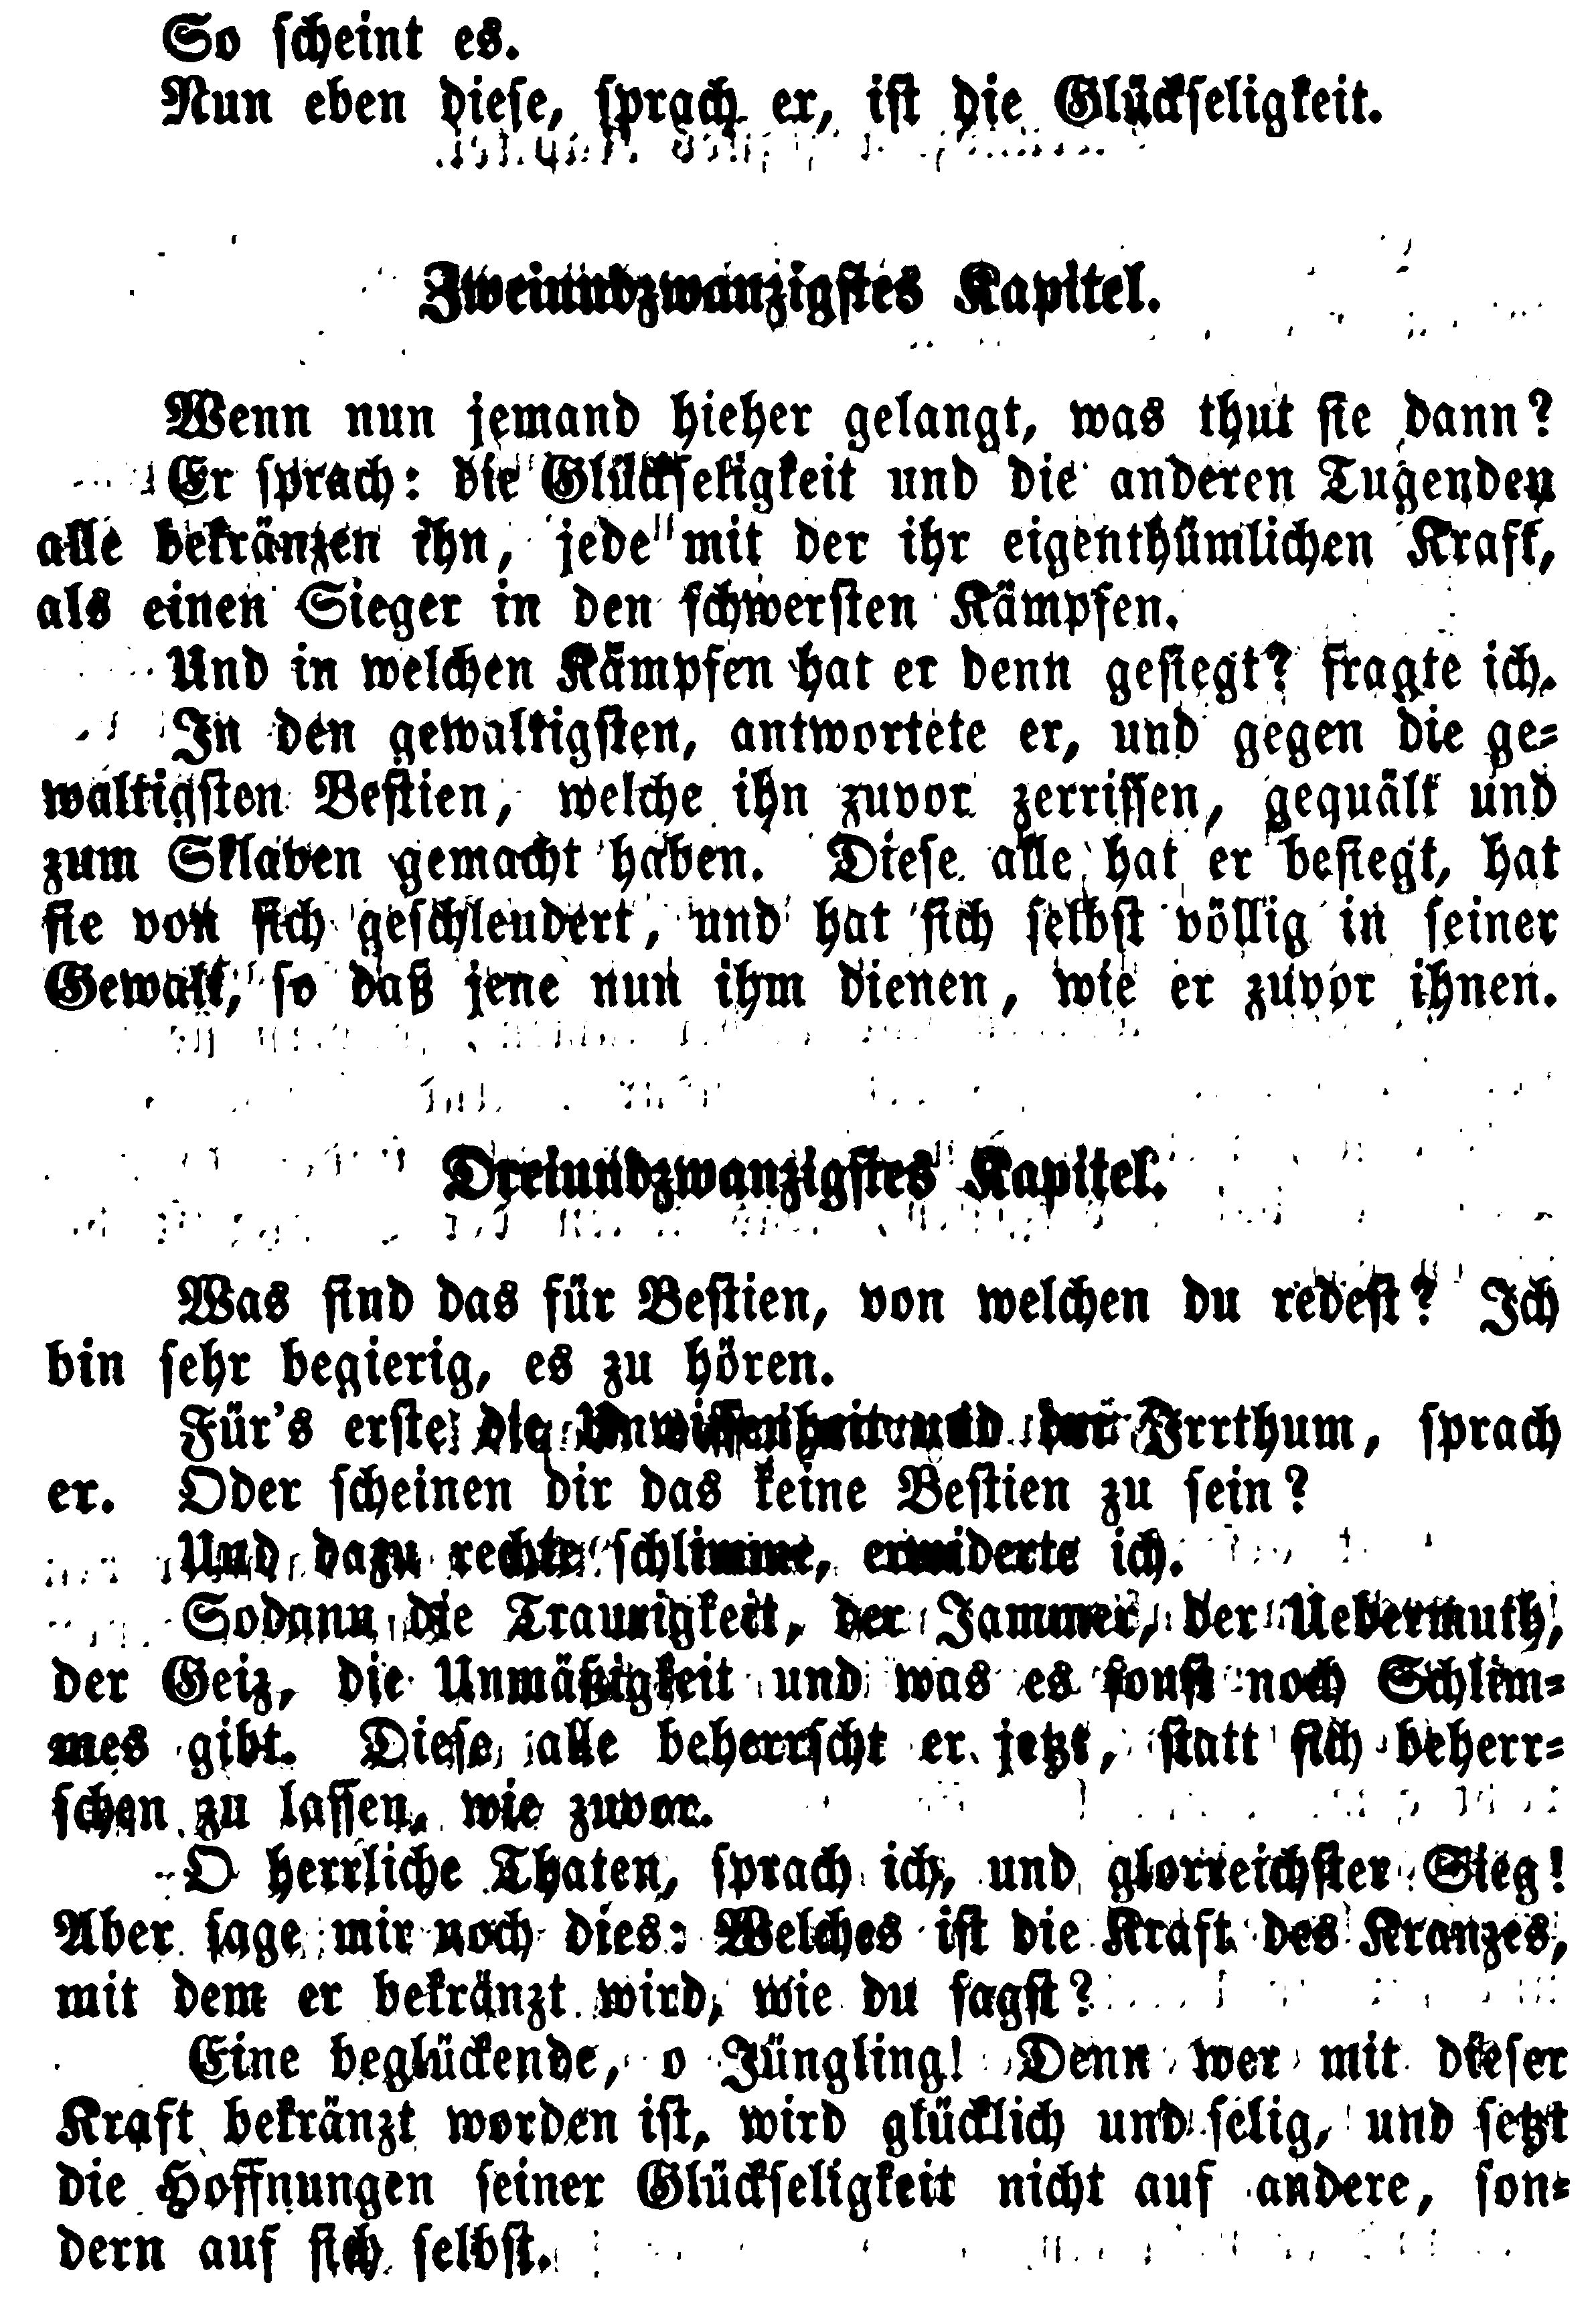 So scheint es.
Nun eben diese, sprach er, ist die Glückseligkeit.
Zweiundzwanzigstes Kapitel.
Wenn nun jemand hieher gelangt, was thut sie dann?
Er sprach: die Glückseligkeit und die anderen Tugenden
alle bekränzen ihn, jede mit der ihr eigenthümlichen Kraft,
als einen Sieger in den schwersten Kämpfen.
Und in welchen Kämpfen hat er denn gesiegt? fragte ich.
In den gewaltigsten, antwortete er, und gegen die ge-
waltigsten Bestien, welche ihn zuvor zerrissen, gequält und
zum Sklaven gemacht haben. Diese alle hat er besiegt, hat
sie von sich geschleudert, und hat sich selbst völlig in seiner
Gewalt, so daß jene nun ihm dienen, wie er zuvor ihnen.
Dreiundzwanzigstes Kapitel.
Was sind das für Bestien, von welchen du redest? Ich
bin sehr begierig, es zu hören.
Für's erste die Unwissenheit und der Irrthum, sprach
er. Oder scheinen dir das keine Bestien zu sein?
Und dazu rechte schlimme, erwiderte ich.
Sodann die Traurigkeit, der Jammer, der Uebermuth,
der Geiz, die Unmäßigkeit und was es sonst noch Schlim-
mes gibt. Diese alle beherrscht er jetzt, statt sich beherr-
schen zu lassen, wie zuvor.
O herrliche Thaten, sprach ich, und glorreichster Sieg!
Aber sage mir noch dies: Welches ist die Kraft des Kranzes,
mit dem er bekränzt wird, wie du sagst?
Eine beglückende, o Jüngling! Denn wer mit dieser
Kraft bekränzt worden ist, wird glücklich und selig, und setzt
die Hoffnungen seiner Glückseligkeit nicht auf andere, son-
dern auf sich selbst.